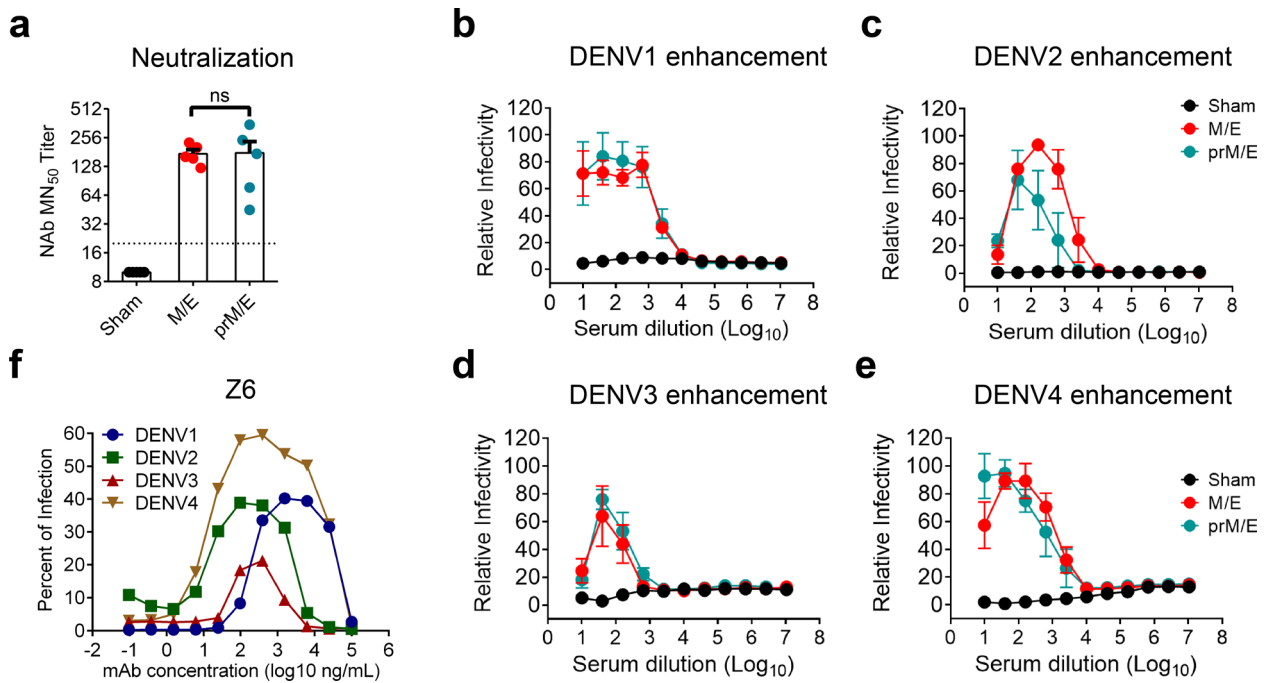 a
Neutralization
ns
NAb MN50 Titer
512
256
128
64
32
16
8
Sham
M/E
prM/E
b
DENV1 enhancement
Relative Infectivity
120
100
80
60
40
20
0
0 1 2 3 4 5 6 7 8
Serum dilution (Log10)
c
DENV2 enhancement
Relative Infectivity
120
100
80
60
40
20
0
0 1 2 3 4 5 6 7 8
Serum dilution (Log10)
Sham
M/E
prM/E
f
Z6
Percent of Infection
60
50
40
30
20
10
0
DENV1
DENV2
DENV3
DENV4
-2 -1 0 1 2 3 4 5 6
mAb concentration (log10 ng/mL)
d
DENV3 enhancement
Relative Infectivity
120
100
80
60
40
20
0
0 1 2 3 4 5 6 7 8
Serum dilution (Log10)
e
DENV4 enhancement
Relative Infectivity
120
100
80
60
40
20
0
0 1 2 3 4 5 6 7 8
Serum dilution (Log10)
Sham
M/E
prM/E